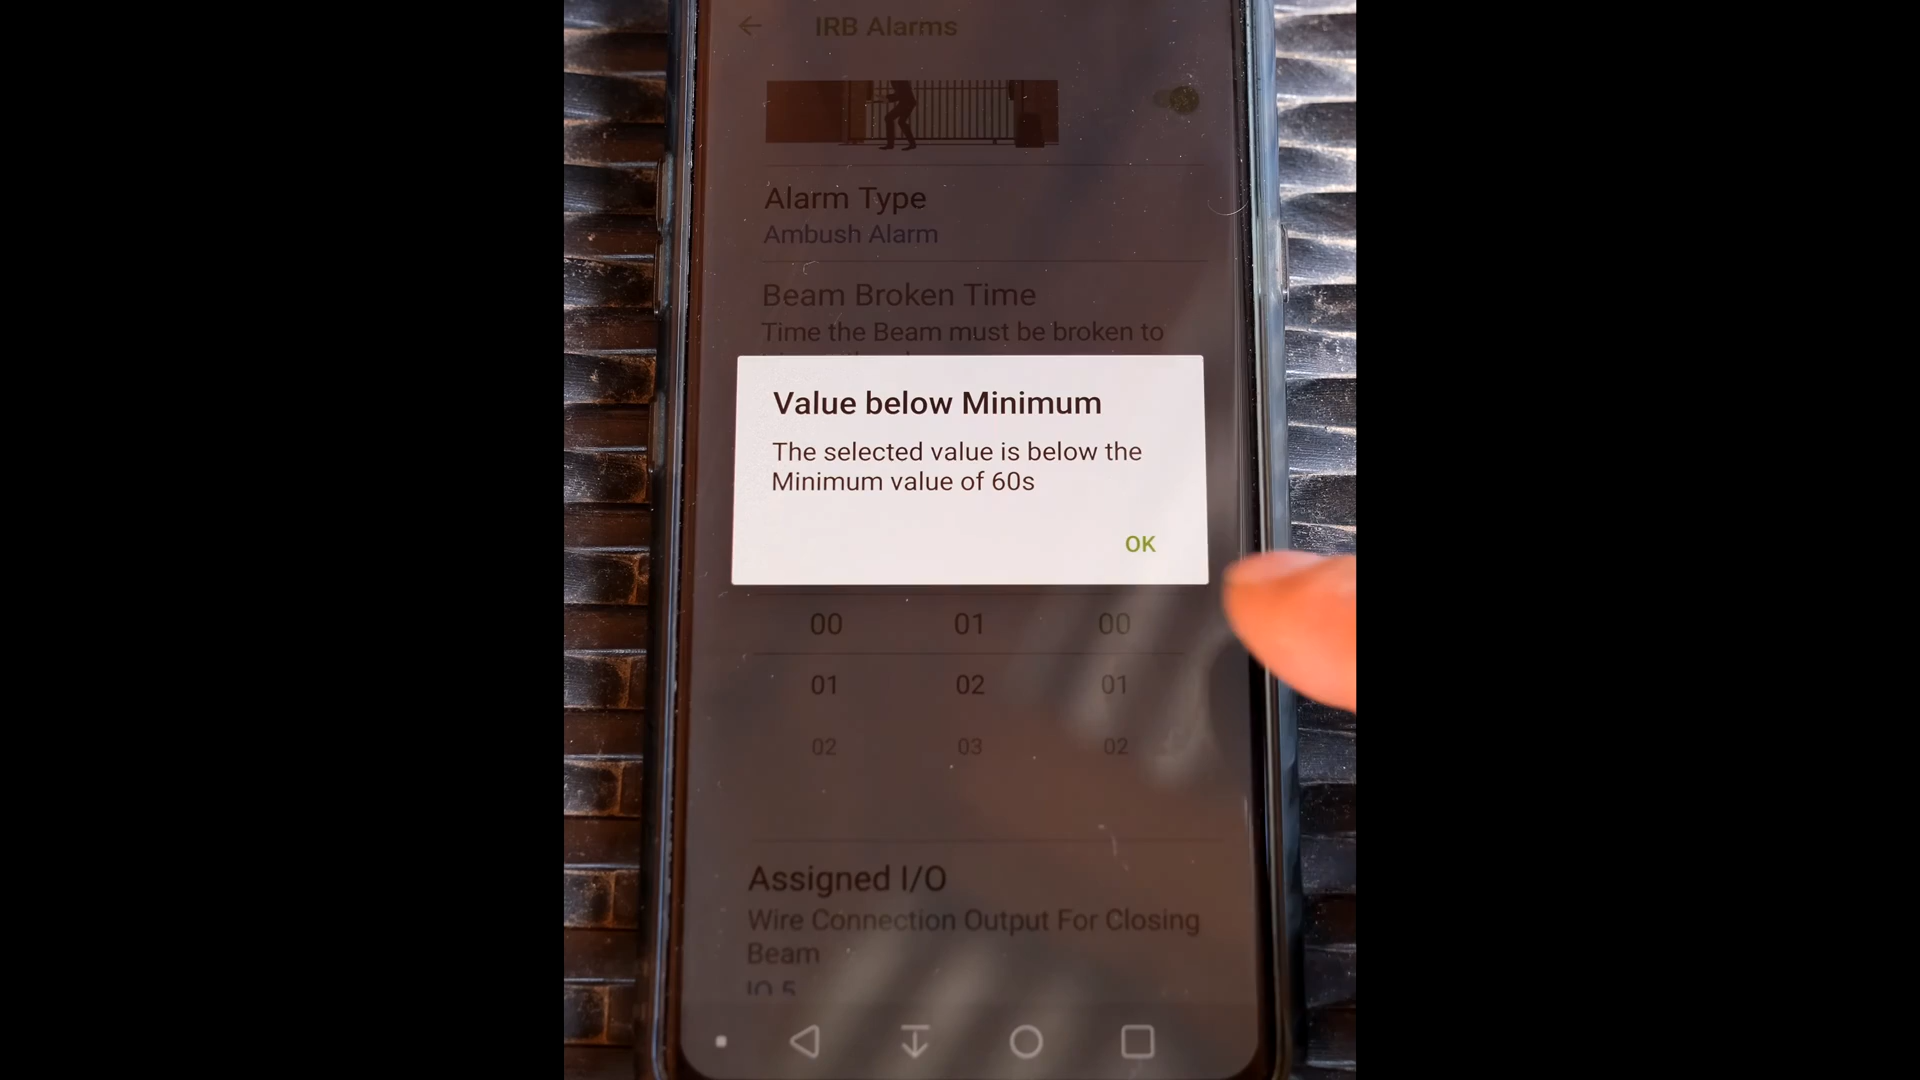 IRB Alarms
Alarm Type
Ambush Alarm
Beam Broken Time
Time the Beam must be broken to
Value below Minimum
The selected value is below the
Minimum value of 60s
OK
00 01 00
01 02 01
02 03 02
Assigned I/O
Wire Connection Output For Closing
Beam
IO 5